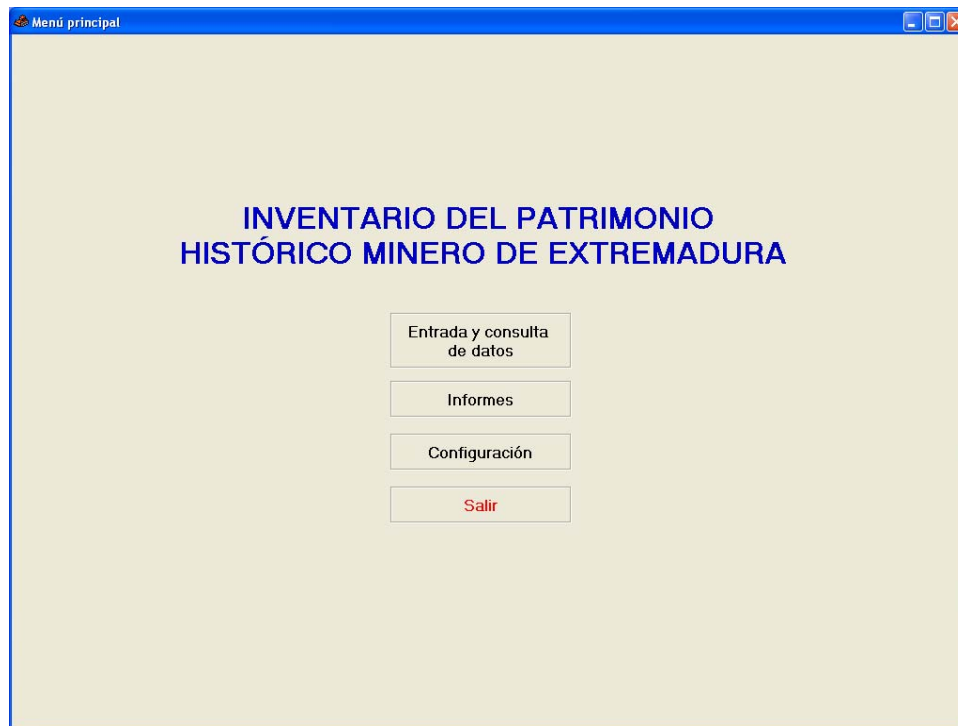 Menú principal
INVENTARIO DEL PATRIMONIO
HISTÓRICO MINERO DE EXTREMADURA
Entrada y consulta
de datos
Informes
Configuración
Salir